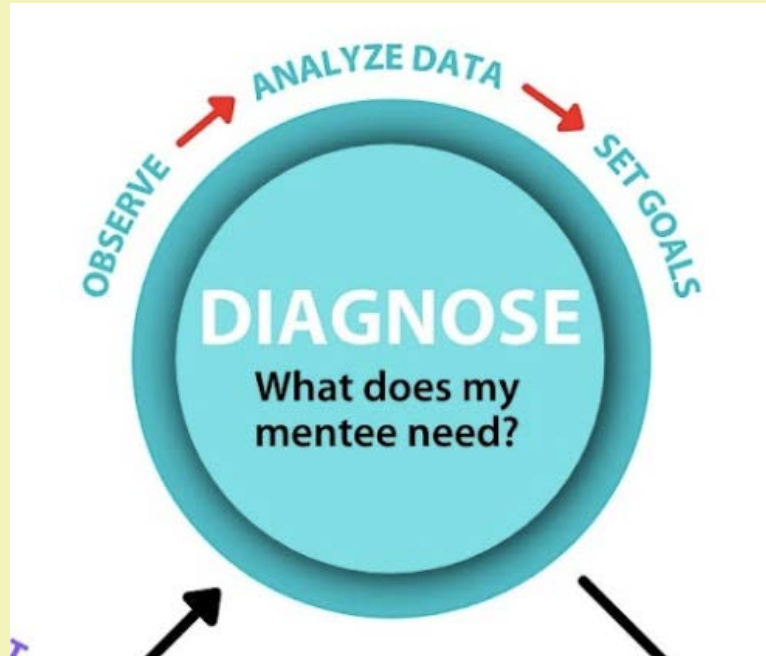 OBSERVE
ANALYZE DATA
SET GOALS
DIAGNOSE
What does my
mentee need?